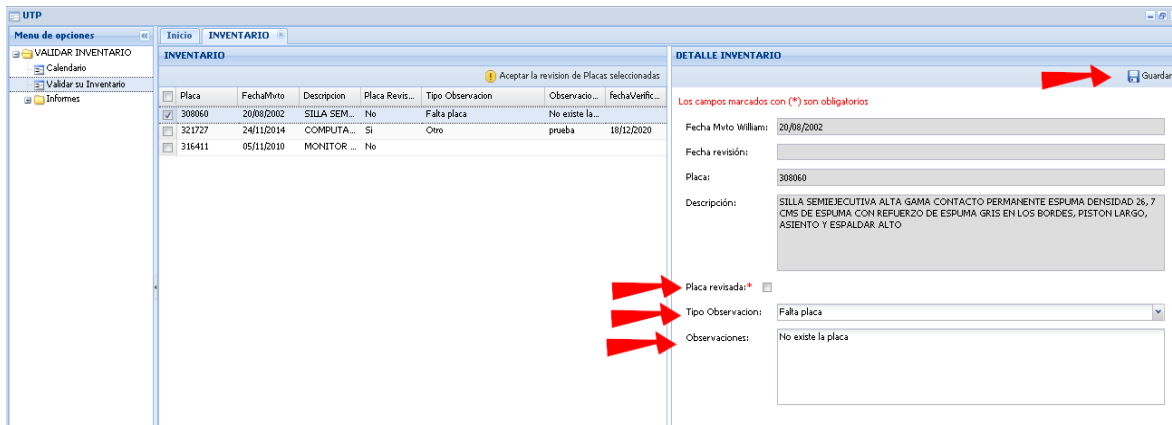 UTP
Menu de opciones
VALIDAR INVENTARIO
Calendario
Validar su Inventario
Informes
Inicio INVENTARIO
INVENTARIO
Aceptar la revision de Placas seleccionadas
Placa FechaMvto Descripcion Placa Revis... Tipo Observacion Observacio... fechaVerific...
308060 20/08/2002 SILLA SEM... No Falta placa No existe la...
321727 24/11/2014 COMPUTA... Si Otro prueba 18/12/2020
316411 05/11/2010 MONITOR ... No
DETALLE INVENTARIO
Guardar
Los campos marcados con (*) son obligatorios
Fecha Mvto William: 20/08/2002
Fecha revisión:
Placa: 308060
Descripción: SILLA SEMIEJECUTIVA ALTA GAMA CONTACTO PERMANENTE ESPUMA DENSIDAD 26, 7
CMS DE ESPUMA CON REFUERZO DE ESPUMA GRIS EN LOS BORDES, PISTON LARGO,
ASIENTO Y ESPALDAR ALTO
Placa revisada:*
Tipo Observacion: Falta placa
Observaciones: No existe la placa